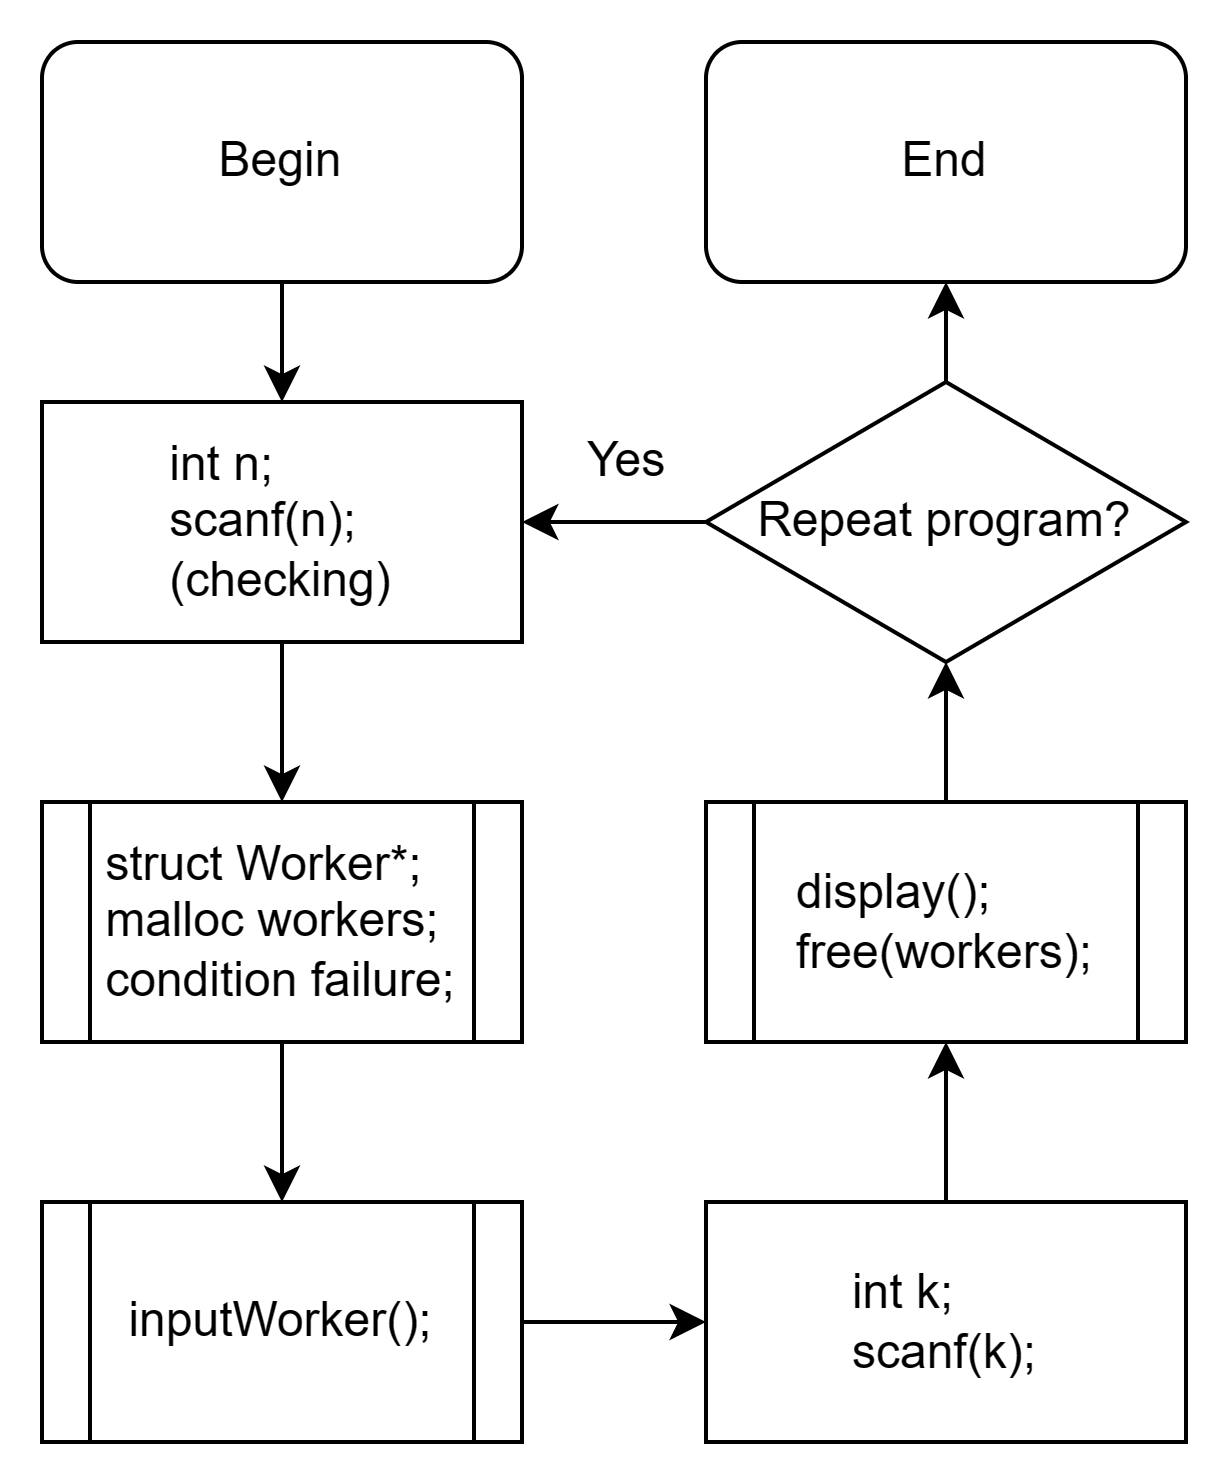 Begin
int n;
scanf(n);
(checking)
struct Worker*;
malloc workers;
condition failure;
inputWorker();
int k;
scanf(k);
display();
free(workers);
Repeat program?
Yes
End